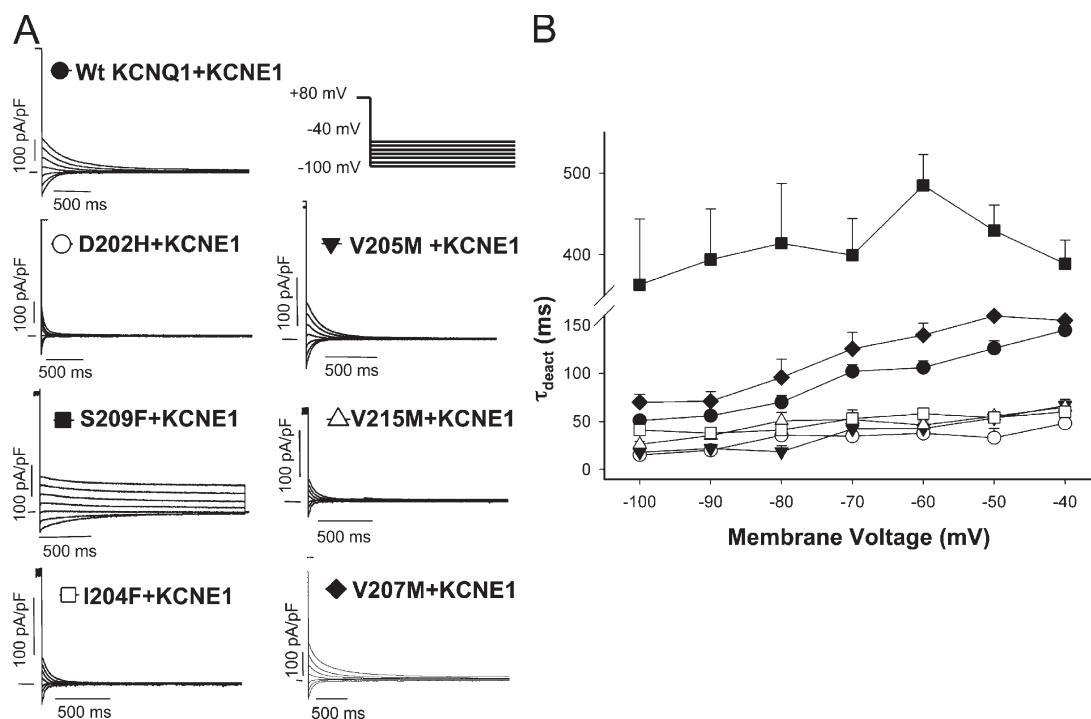 A
Wt KCNQ1+KCNE1
100 pA/pF
500 ms
+80 mV
-40 mV
-100 mV
D202H+KCNE1
100 pA/pF
500 ms
V205M +KCNE1
100 pA/pF
500 ms
S209F+KCNE1
100 pA/pF
500 ms
V215M+KCNE1
100 pA/pF
500 ms
I204F+KCNE1
100 pA/pF
500 ms
V207M+KCNE1
100 pA/pF
500 ms
B
τdeact (ms)
500
400
150
100
50
0
-100 -90 -80 -70 -60 -50 -40
Membrane Voltage (mV)